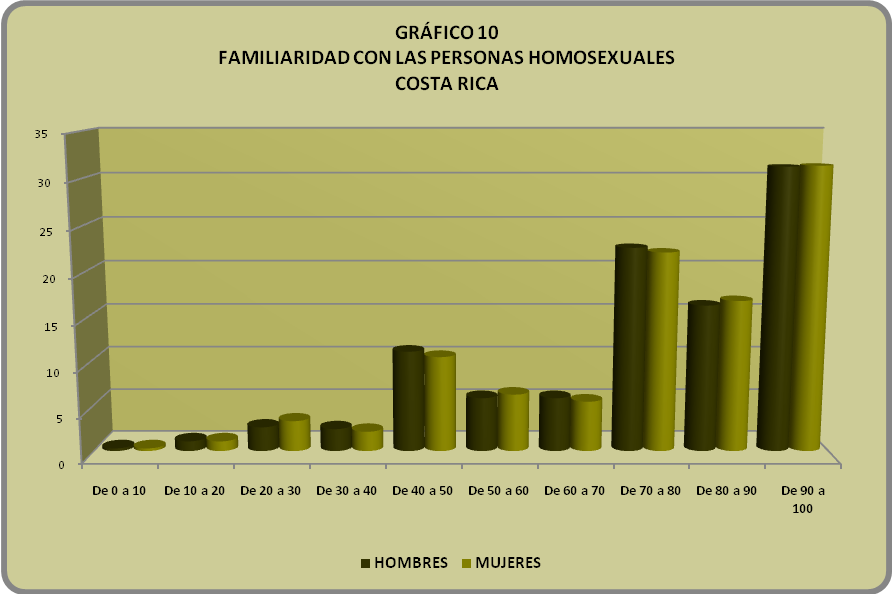 GRÁFICO 10
FAMILIARIDAD CON LAS PERSONAS HOMOSEXUALES
COSTA RICA
35
30
25
20
15
10
5
0
De 0 a 10 De 10 a 20 De 20 a 30 De 30 a 40 De 40 a 50 De 50 a 60 De 60 a 70 De 70 a 80 De 80 a 90 De 90 a
100
HOMBRES MUJERES